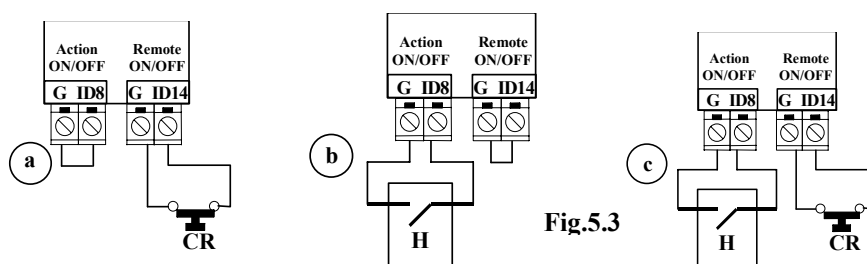 Action Remote
ON/OFF ON/OFF
G ID8 G ID14
a
CR
Action Remote
ON/OFF ON/OFF
G ID8 G ID14
b
H
Fig.5.3
Action Remote
ON/OFF ON/OFF
G ID8 G ID14
c
H
CR